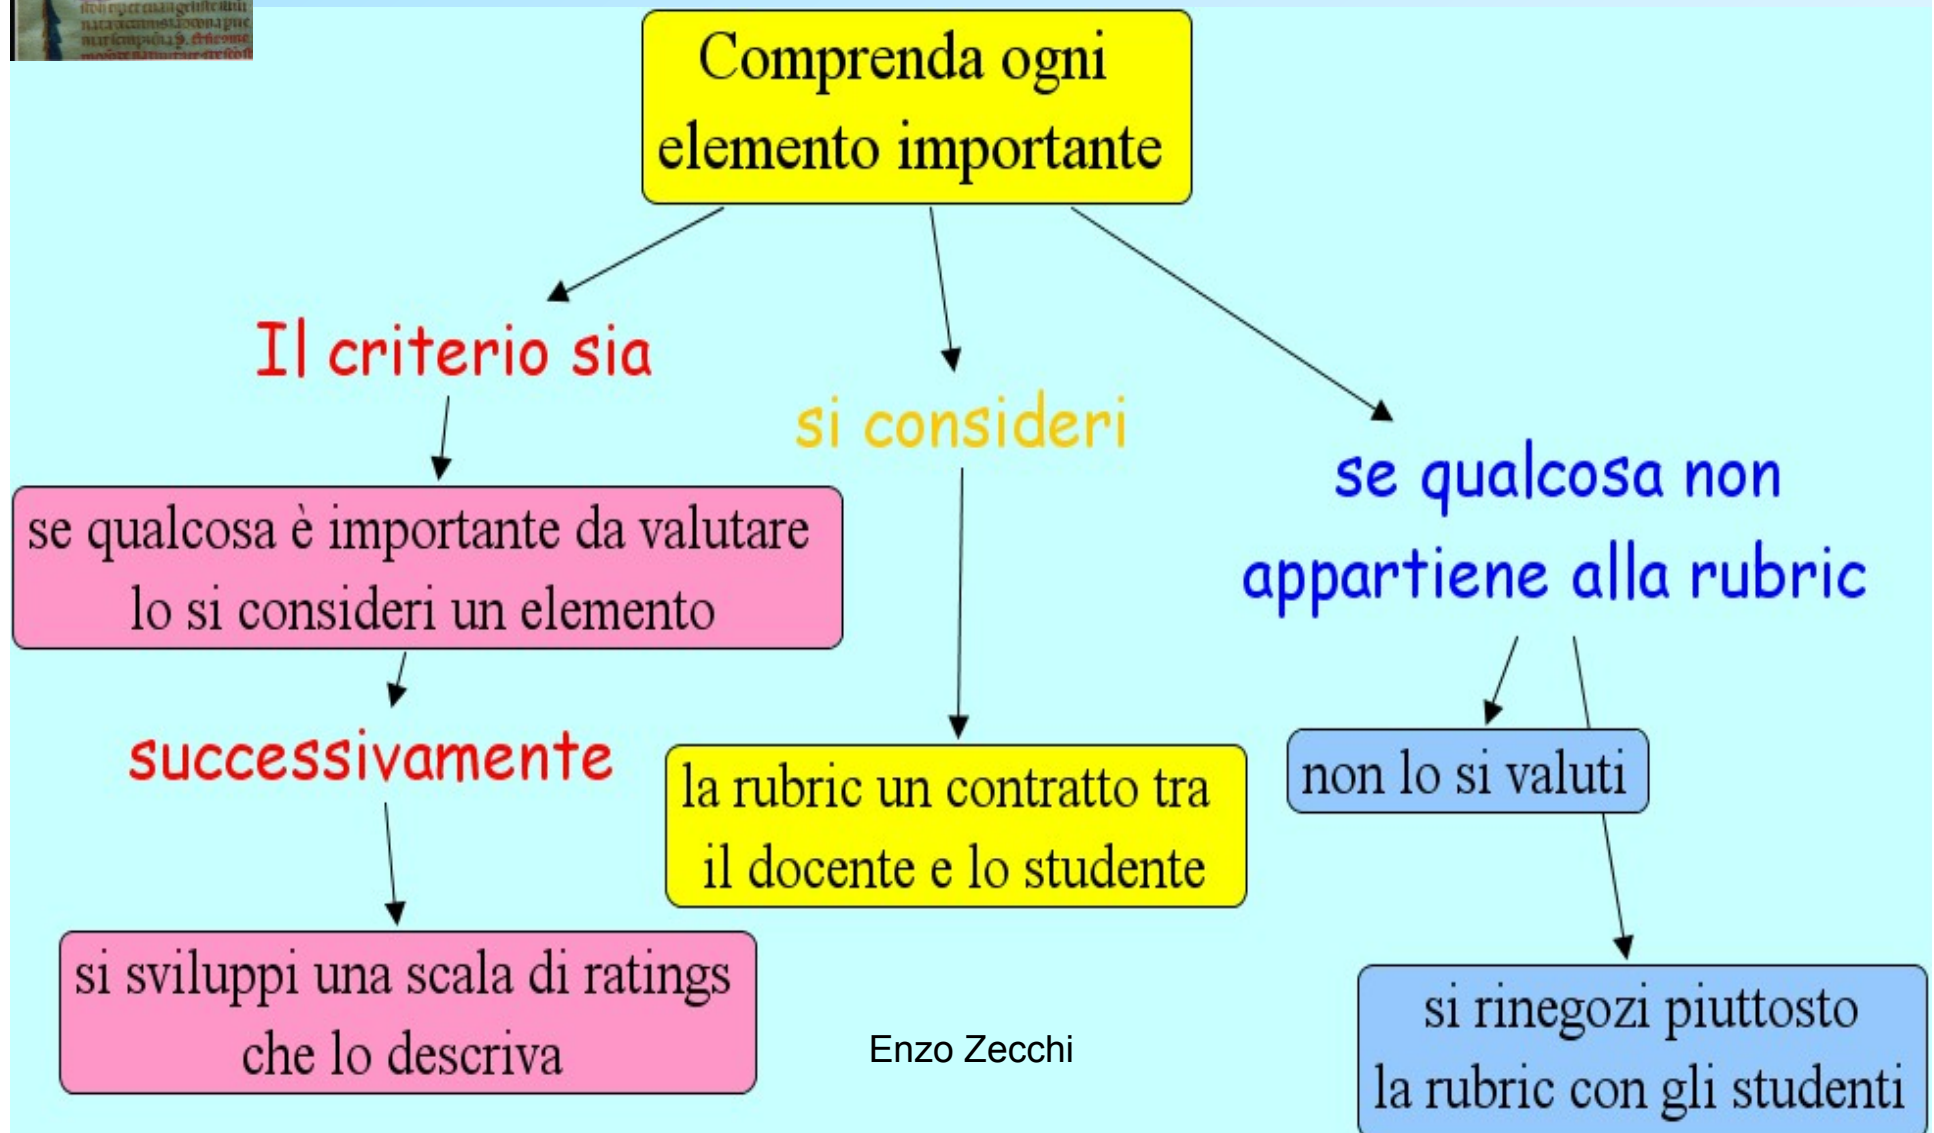 Comprenda ogni
elemento importante
Il criterio sia
si consideri
se qualcosa non
appartiene alla rubric
se qualcosa è importante da valutare
lo si consideri un elemento
successivamente
la rubric un contratto tra
il docente e lo studente
non lo si valuti
si sviluppi una scala di ratings
che lo descriva
si rinegozi piuttosto
la rubric con gli studenti
Enzo Zecchi